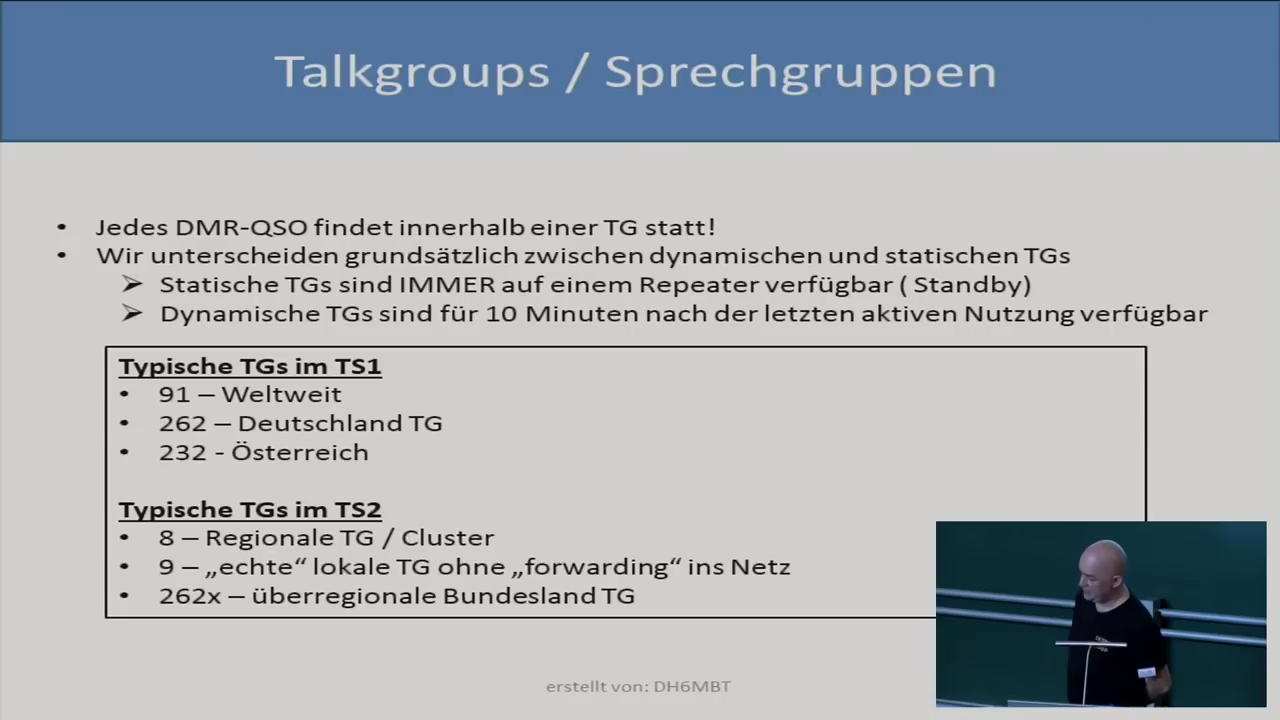 Talkgroups / Sprechgruppen
• Jedes DMR-QSO findet innerhalb einer TG statt!
• Wir unterscheiden grundsätzlich zwischen dynamischen und statischen TGs
➢ Statische TGs sind IMMER auf einem Repeater verfügbar ( Standby)
➢ Dynamische TGs sind für 10 Minuten nach der letzten aktiven Nutzung verfügbar
Typische TGs im TS1
• 91 – Weltweit
• 262 – Deutschland TG
• 232 - Österreich
Typische TGs im TS2
• 8 – Regionale TG / Cluster
• 9 – „echte“ lokale TG ohne „forwarding“ ins Netz
• 262x – überregionale Bundesland TG
erstellt von: DH6MBT